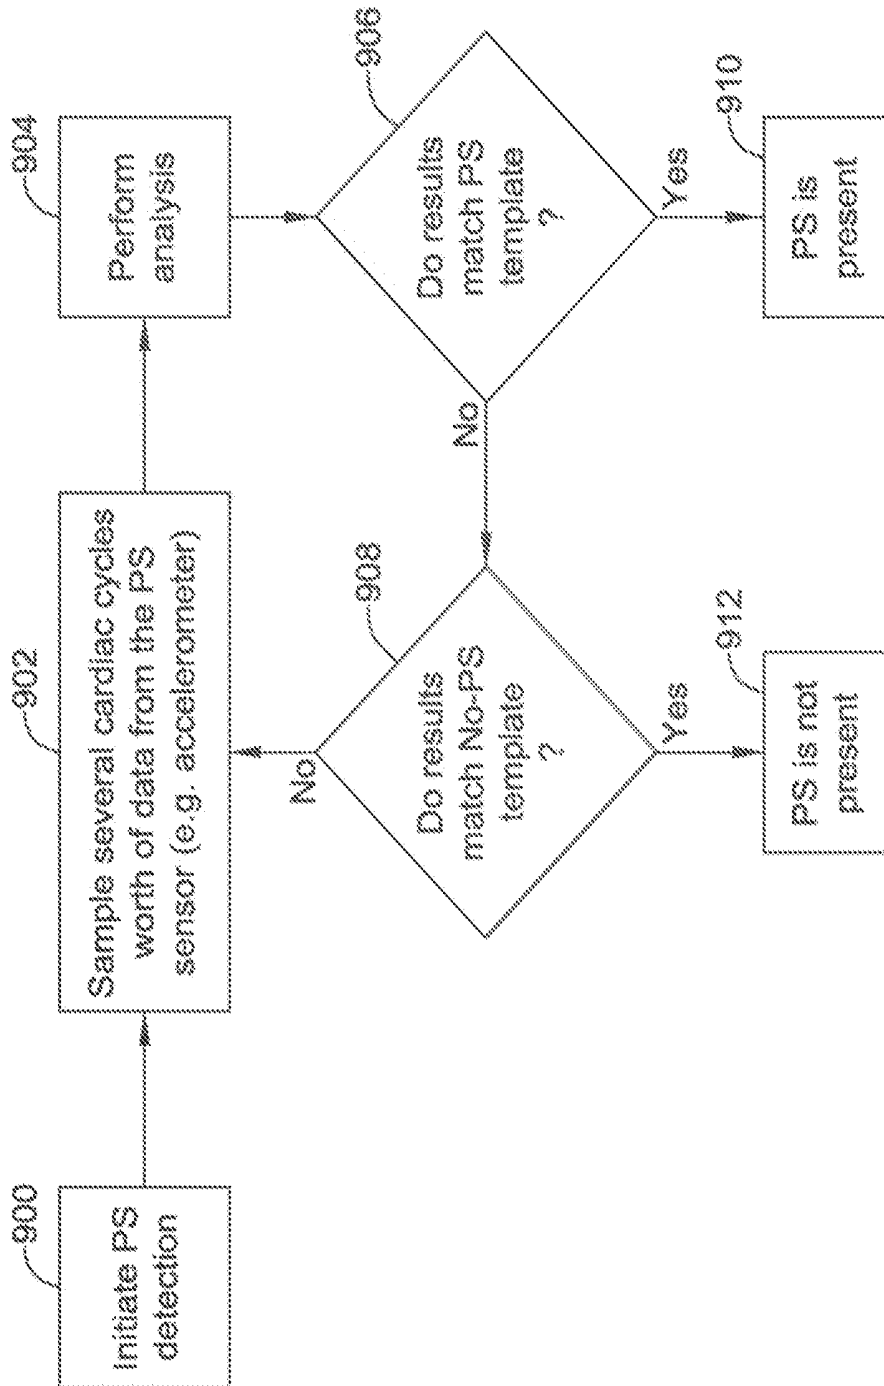 900
Initiate PS
detection
902
Sample several cardiac cycles
worth of data from the PS
sensor (e.g. accelerometer)
904
Perform
analysis
906
Do results
match PS
template
?
No
Yes
908
Do results
match No-PS
template
?
No
Yes
910
PS is
present
912
PS is not
present